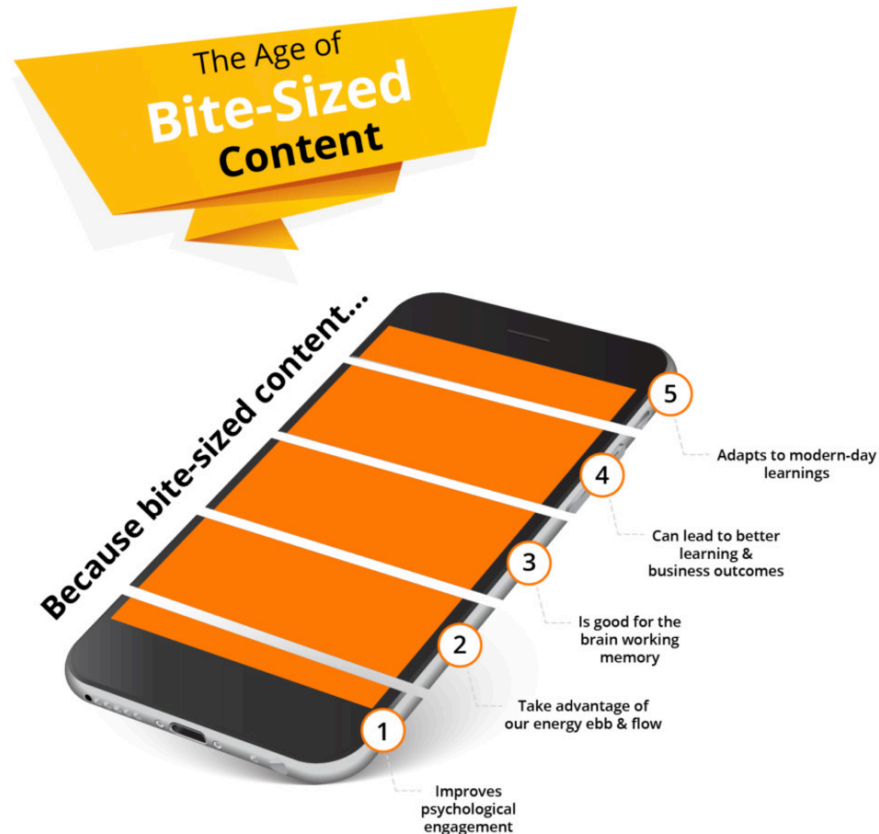 The Age of
Bite-Sized
Content
Because bite-sized content...
5
Adapts to modern-day
learnings
4
Can lead to better
learning &
business outcomes
3
Is good for the
brain working
memory
2
Take advantage of
our energy ebb & flow
1
Improves
psychological
engagement